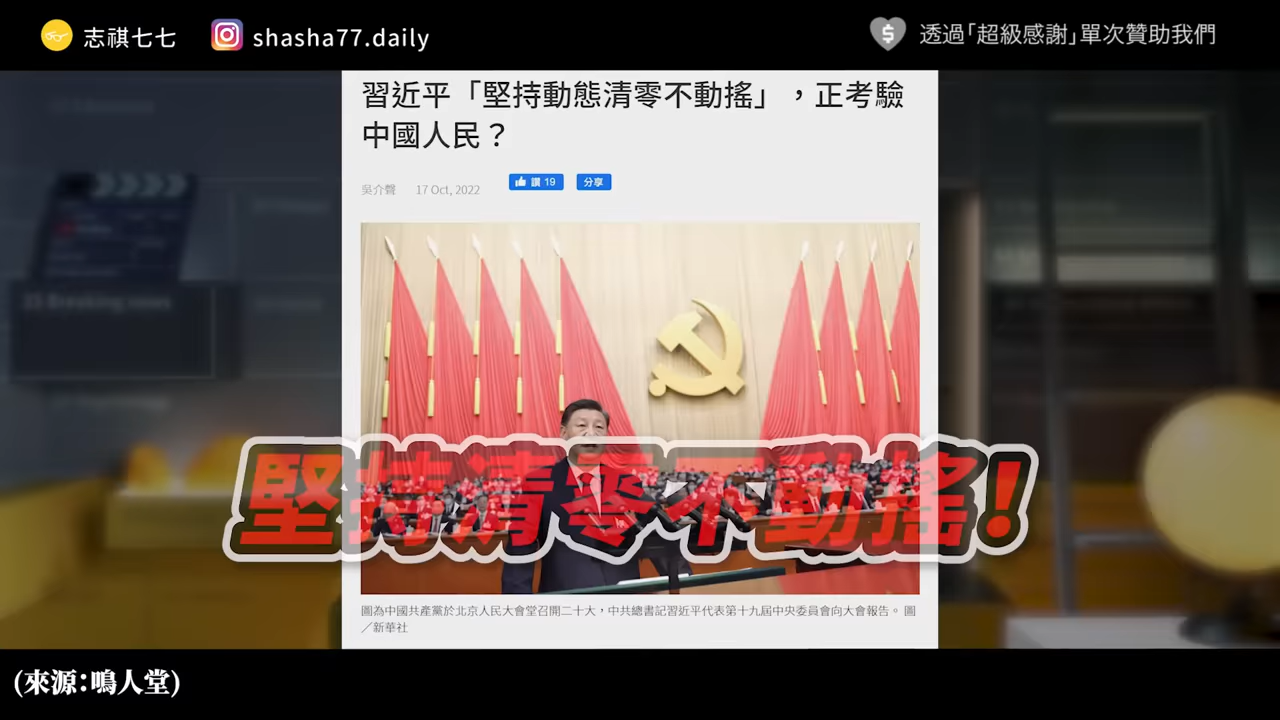 志祺七七
shasha77.daily
透過「超級感謝」單次贊助我們
習近平「堅持動態清零不動搖」，正考驗
中國人民？
吳介聲 17 Oct, 2022 讚 19 分享
堅持清零不動搖!
圖為中國共產黨於北京人民大會堂召開二十大，中共總書記習近平代表第十九屆中央委員會向大會報告。 圖
／新華社
(來源:鳴人堂)